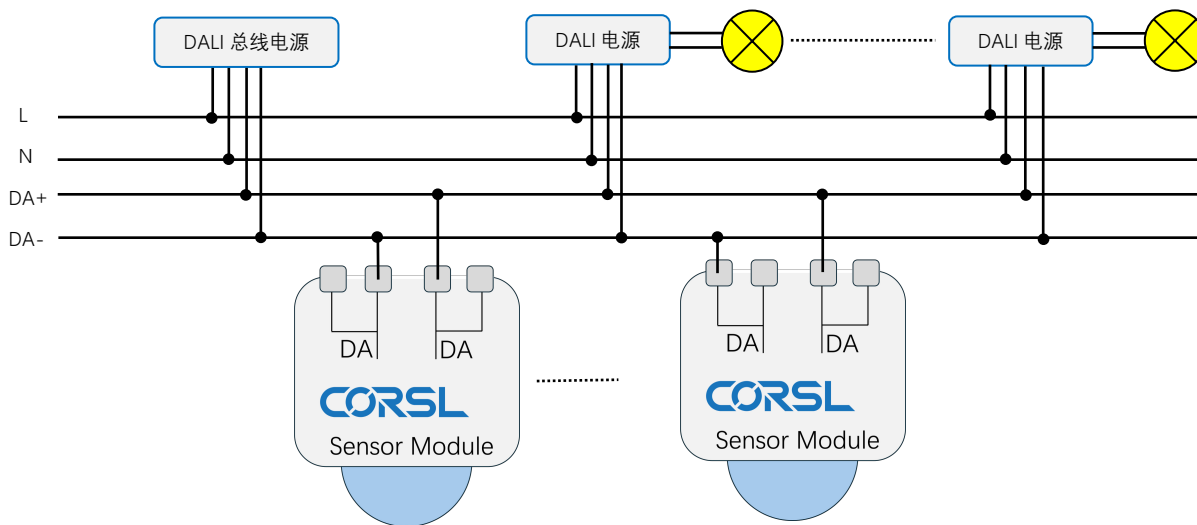 DALI 总线电源
DALI 电源
DALI 电源
L
N
DA+
DA-
DA
DA
DA
DA
CORSL
CORSL
Sensor Module
Sensor Module